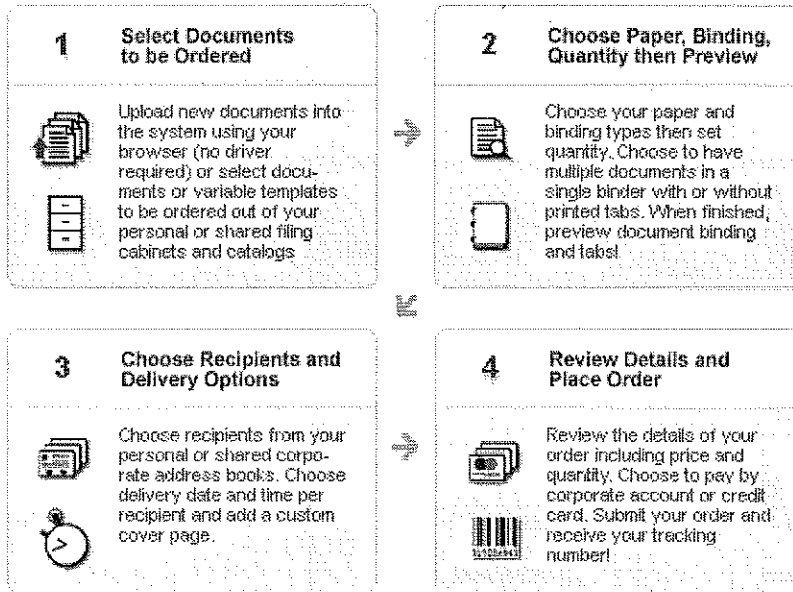 1
Select Documents
to be Ordered
Upload new documents into
the system using your
browser (no driver
required) or select docu-
ments or variable templates
to be ordered out of your
personal or shared filing
cabinets and catalogs
2
Choose Paper, Binding,
Quantity then Preview
Choose your paper and
binding types then set
quantity. Choose to have
multiple documents in a
single binder with or without
printed tabs. When finished,
preview document binding
and tabs!
3
Choose Recipients and
Delivery Options
Choose recipients from your
personal or shared corpo-
rate address books. Choose
delivery date and time per
recipient and add a custom
cover page.
4
Review Details and
Place Order
Review the details of your
order including price and
quantity. Choose to pay by
corporate account or credit
card. Submit your order and
receive your tracking
number!